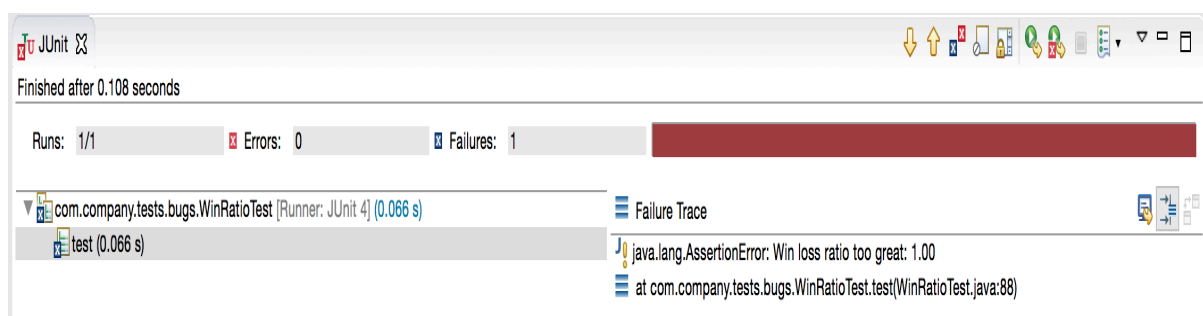 JUnit
Finished after 0.108 seconds
Runs: 1/1 Errors: 0 Failures: 1
com.company.tests.bugs.WinRatioTest [Runner: JUnit 4] (0.066 s)
test (0.066 s)
Failure Trace
java.lang.AssertionError: Win loss ratio too great: 1.00
at com.company.tests.bugs.WinRatioTest.test(WinRatioTest.java:88)